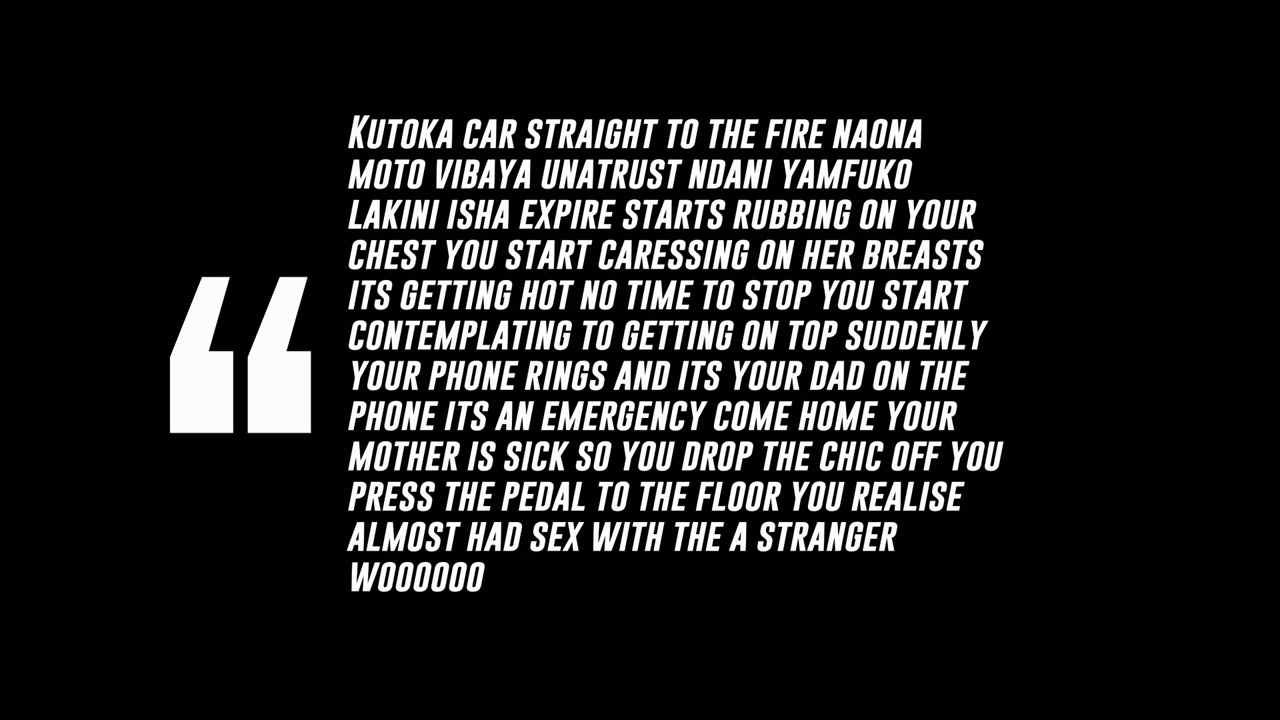 “
KUTOKA CAR STRAIGHT TO THE FIRE NAONA
MOTO VIBAYA UNATRUST NDANI YAMFUKO
LAKINI ISHA EXPIRE STARTS RUBBING ON YOUR
CHEST YOU START CARESSING ON HER BREASTS
ITS GETTING HOT NO TIME TO STOP YOU START
CONTEMPLATING TO GETTING ON TOP SUDDENLY
YOUR PHONE RINGS AND ITS YOUR DAD ON THE
PHONE ITS AN EMERGENCY COME HOME YOUR
MOTHER IS SICK SO YOU DROP THE CHIC OFF YOU
PRESS THE PEDAL TO THE FLOOR YOU REALISE
ALMOST HAD SEX WITH THE A STRANGER
WOOOOOO